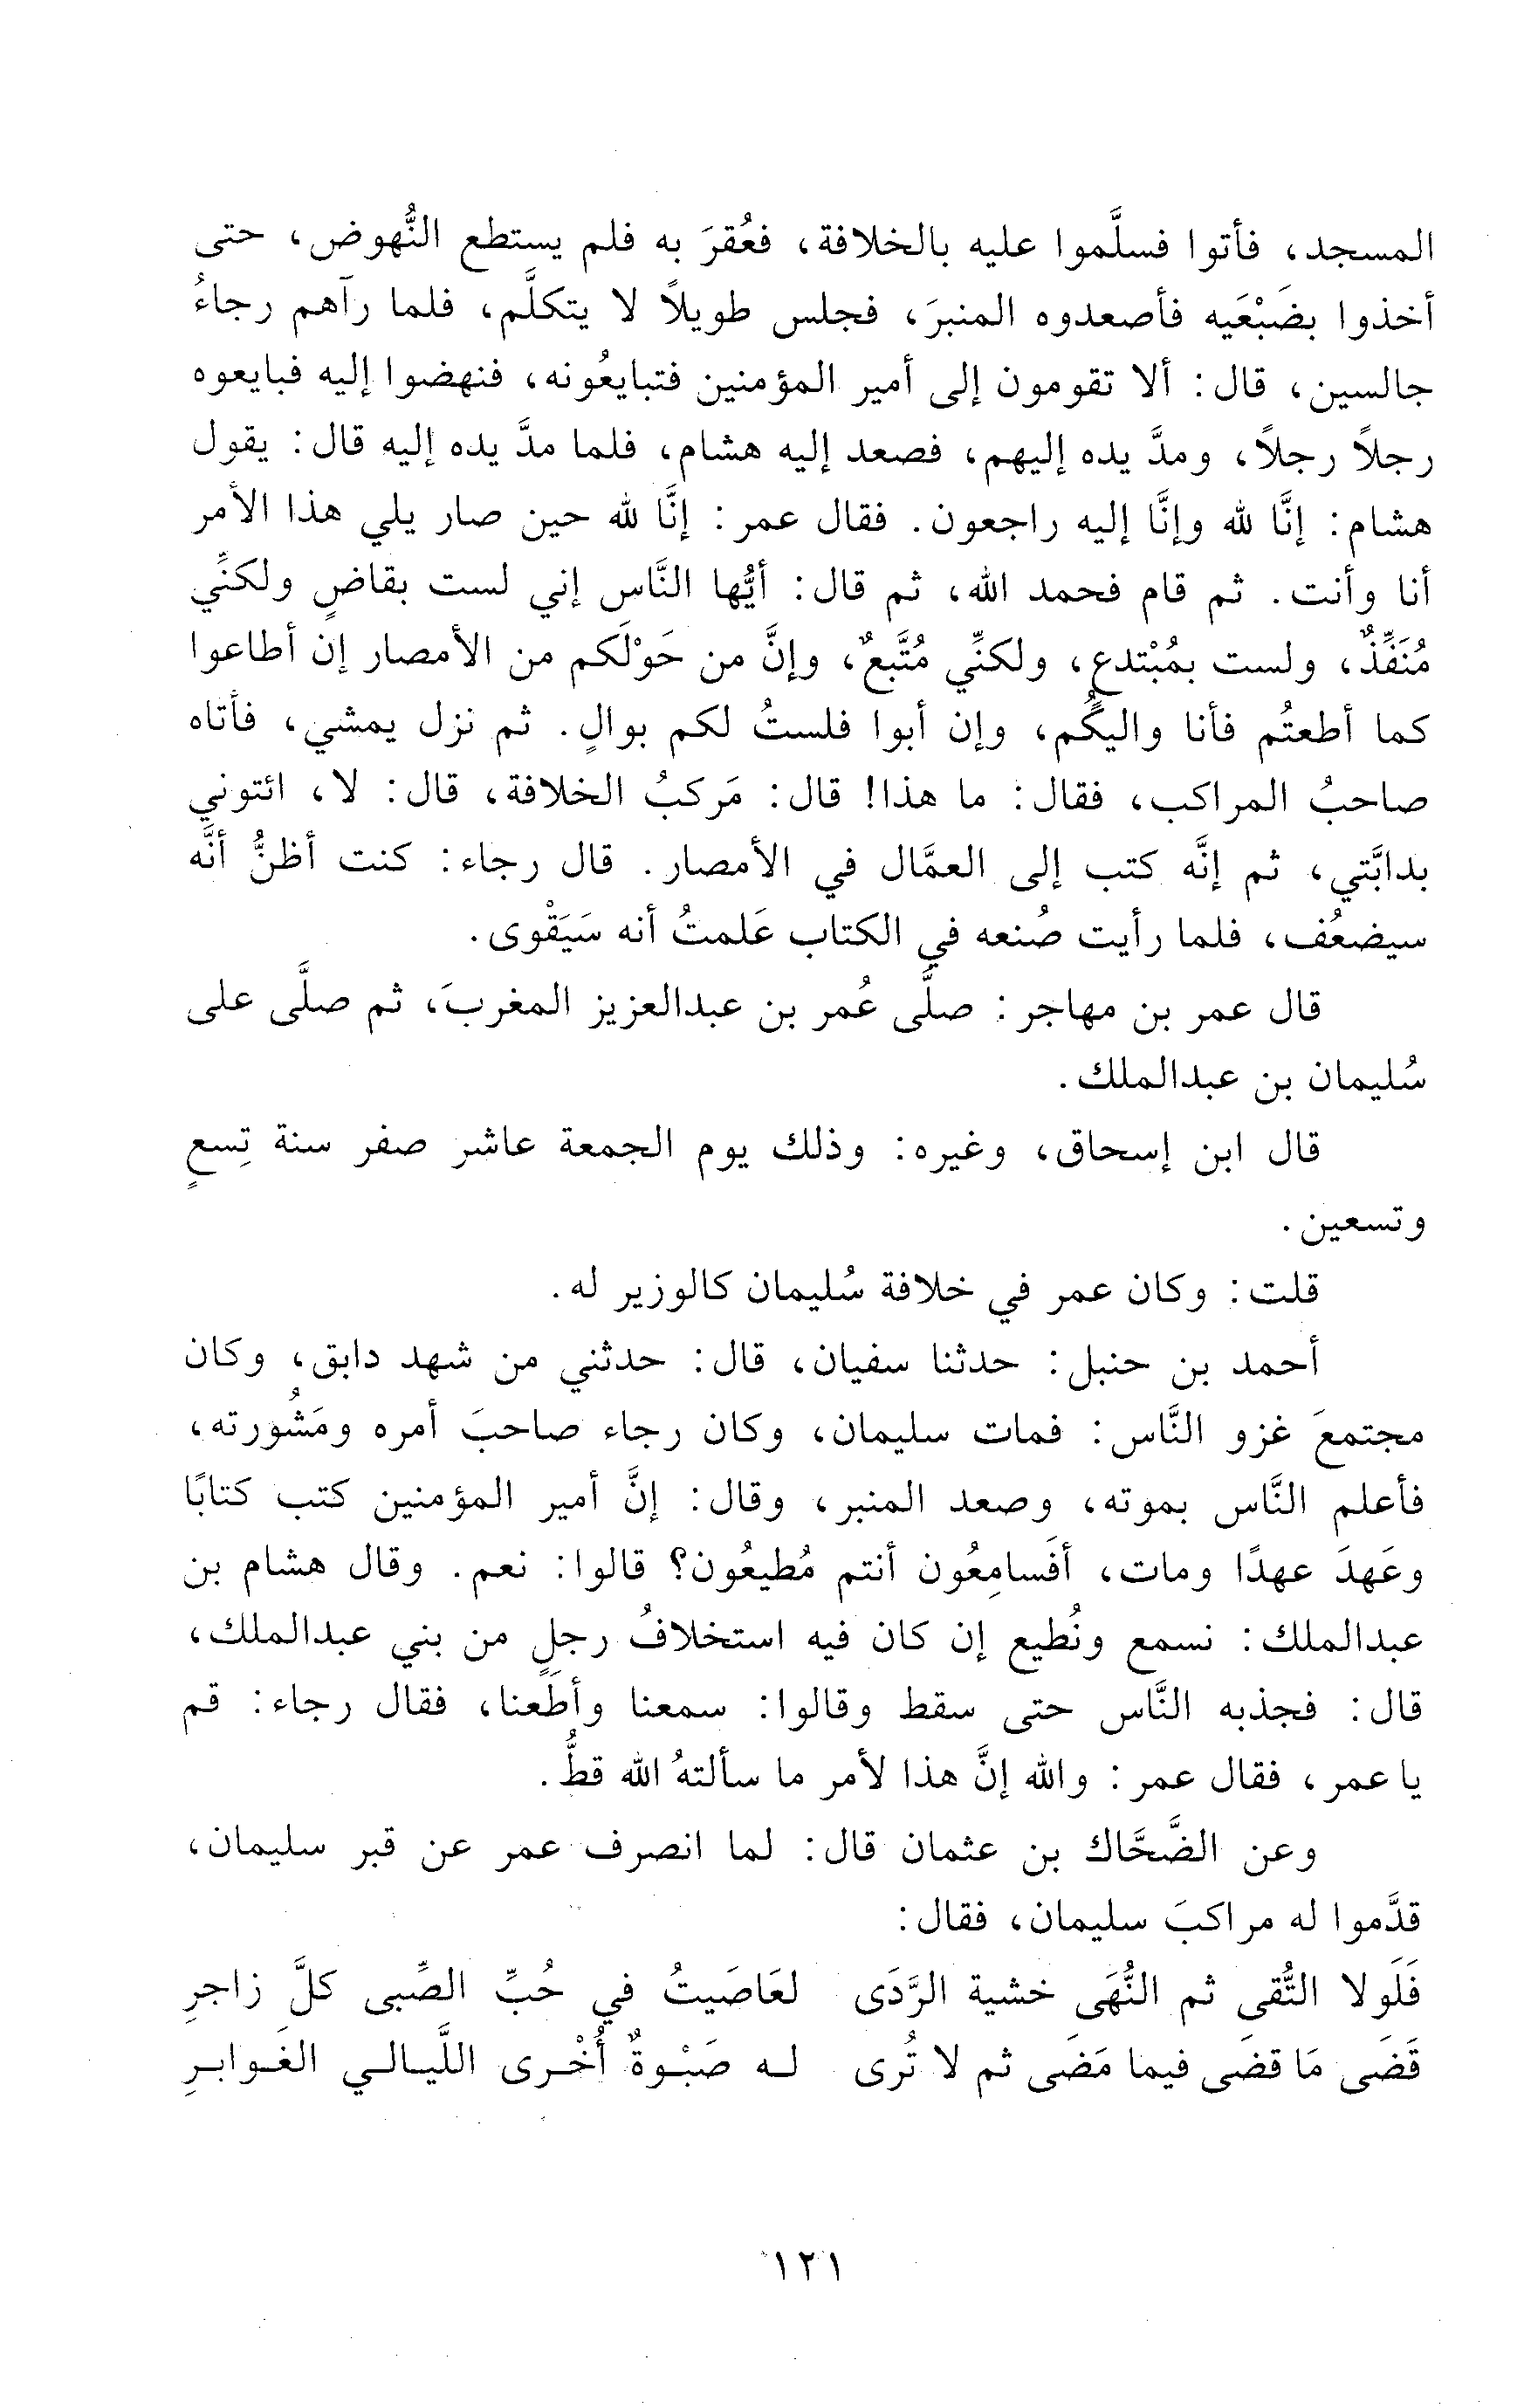 المسجد، فأتوا فسلَّموا عليه بالخلافة، فعُقرَ به فلم يستطع النُّهوض، حتى
أخذوا بضَبْعَيه فأصعدوه المنبرَ، فجلس طويلاً لا يتكلَّم، فلما رآهم رجاءُ
جالسين، قال: ألا تقومون إلى أمير المؤمنين فتبايعُونه، فنهضوا إليه فبايعوه
رجلاً رجلاً، ومدَّ يده إليهم، فصعد إليه هشام، فلما مدَّ يده إليه قال: يقول
هشام: إنَّا لله وإنَّا إليه راجعون. فقال عمر: إنَّا لله حين صار يلي هذا الأمر
أنا وأنت. ثم قام فحمد الله، ثم قال: أيُّها النَّاس إني لست بقاضٍ ولكنِّي
مُنَفِّذٌ، ولست بمُبْتدعٍ، ولكنِّي مُتَّبعٌ، وإنَّ من حَوْلَكم من الأمصار إن أطاعوا
كما أطعتُم فأنا واليكُم، وإن أبوا فلستُ لكم بوالٍ. ثم نزل يمشي، فأتاه
صاحبُ المراكب، فقال: ما هذا! قال: مَركبُ الخلافة، قال: لا، ائتوني
بدابَّتي، ثم إنَّه كتب إلى العمَّال في الأمصار. قال رجاء: كنت أظنُّ أنَّه
سيضعُف، فلما رأيت صُنعه في الكتاب عَلمتُ أنه سَيَقْوى.
قال عمر بن مهاجر: صلَّى عُمر بن عبدالعزيز المغربَ، ثم صلَّى على
سُليمان بن عبدالملك.
قال ابن إسحاق، وغيره: وذلك يوم الجمعة عاشر صفر سنة تِسعٍ
وتسعين.
قلت: وكان عمر في خلافة سُليمان كالوزير له.
أحمد بن حنبل: حدثنا سفيان، قال: حدثني من شهد دابق، وكان
مجتمعَ غزو النَّاس: فمات سليمان، وكان رجاء صاحبَ أمره ومَشُورته،
فأعلم النَّاس بموته، وصعد المنبر، وقال: إنَّ أمير المؤمنين كتب كتابًا
وعَهدَ عهدًا ومات، أفَسامِعُون أنتم مُطيعُون؟ قالوا: نعم. وقال هشام بن
عبدالملك: نسمع ونُطيع إن كان فيه استخلافُ رجلٍ من بني عبدالملك،
قال: فجذبه النَّاس حتى سقط وقالوا: سمعنا وأطَعنا، فقال رجاء: قم
يا عمر، فقال عمر: والله إنَّ هذا لأمر ما سألتهُ الله قطُّ.
وعن الضَّحَّاك بن عثمان قال: لما انصرف عمر عن قبر سليمان،
قدَّموا له مراكبَ سليمان، فقال:
فَلَولا التُّقى ثم النُّهَى خشية الرَّدَى لعَاصَيتُ في حُبِّ الصِّبى كلَّ زاجرِ
قَضَى مَا قضَى فيما مَضَى ثم لا تُرى لـه صَبْـوةٌ أُخْـرى اللَّيـالـي الغَـوابـرِ
١٢١